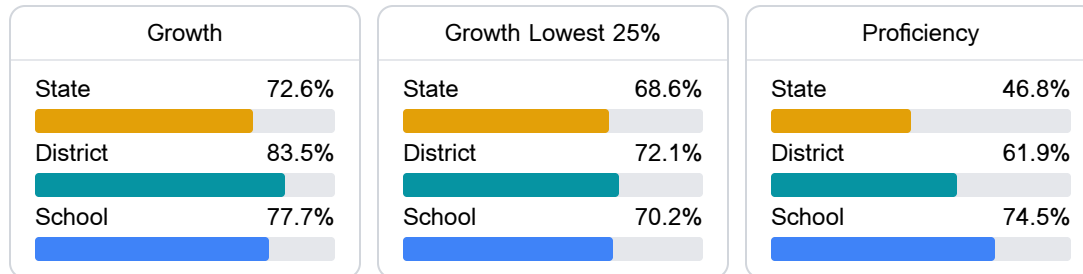 Growth
State 72.6%
District 83.5%
School 77.7%
Growth Lowest 25%
State 68.6%
District 72.1%
School 70.2%
Proficiency
State 46.8%
District 61.9%
School 74.5%